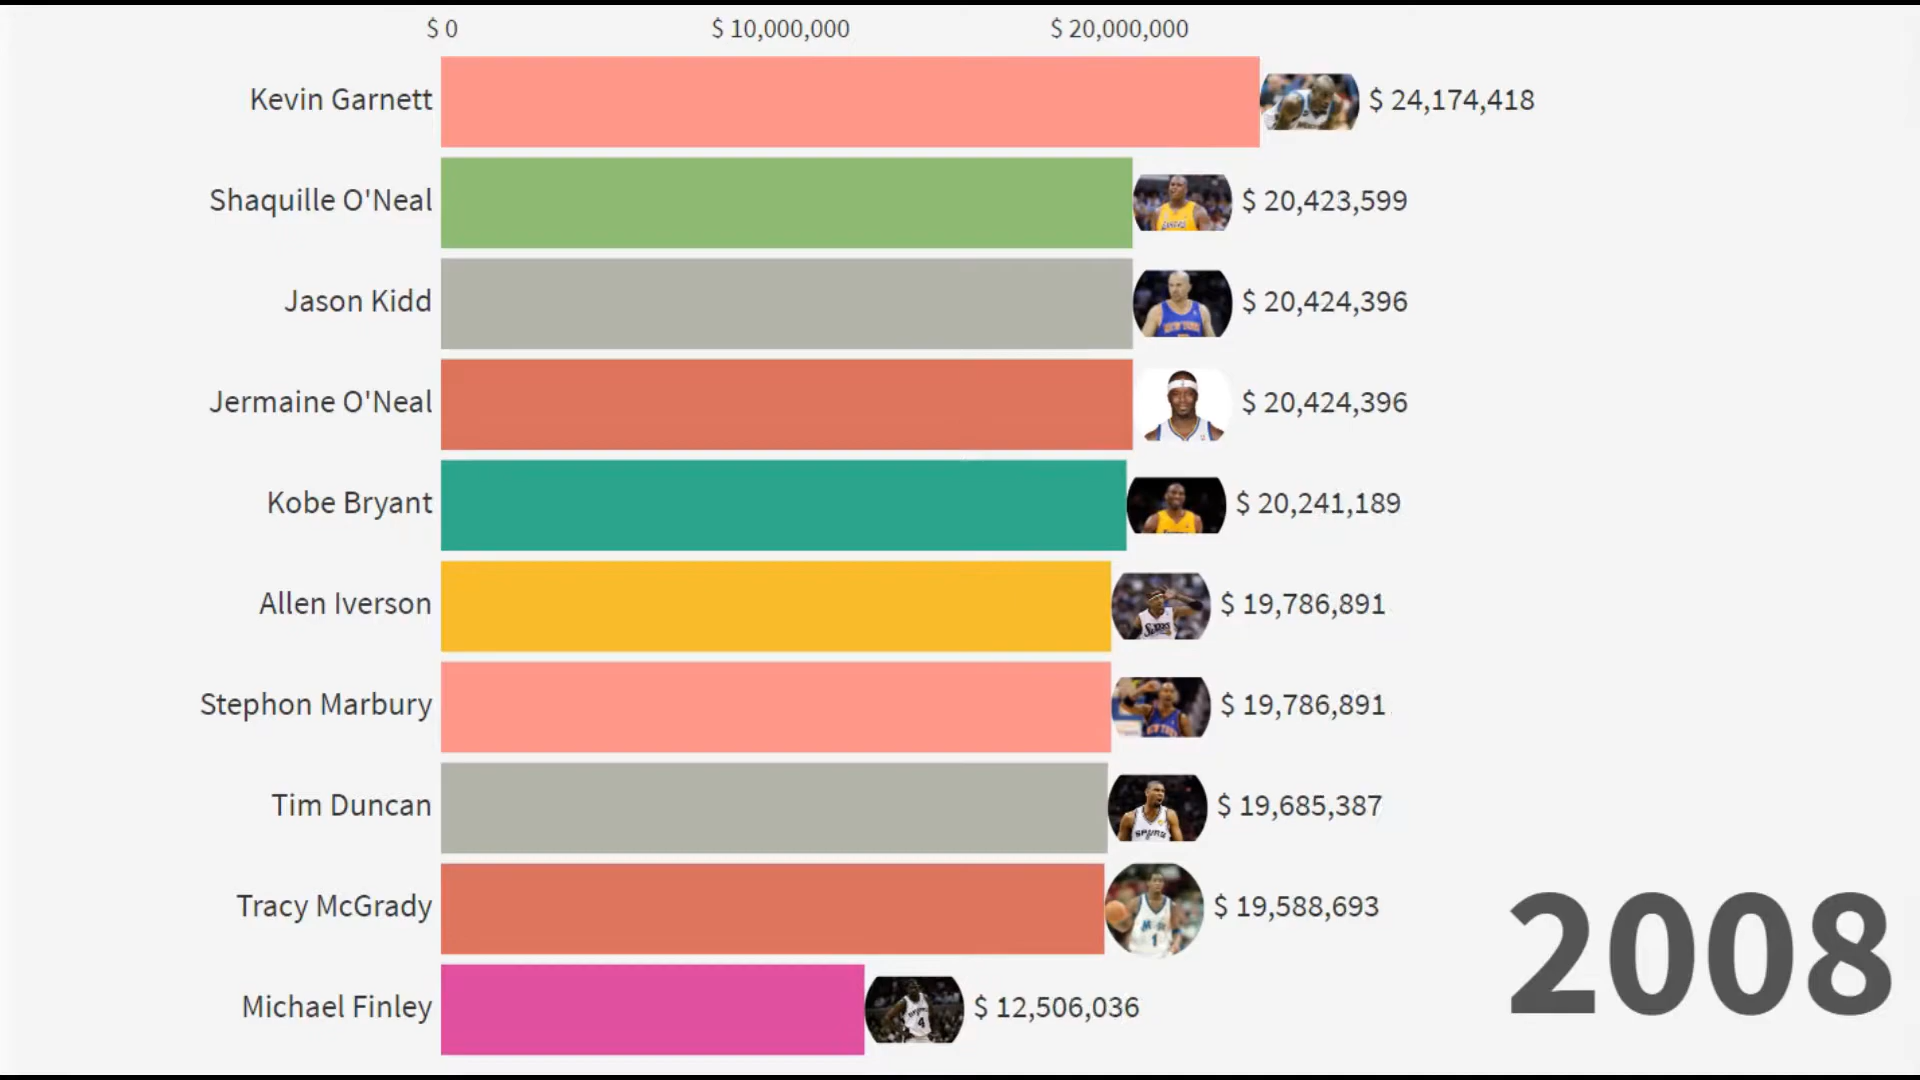 $ 0 $ 10,000,000 $ 20,000,000
Kevin Garnett $ 24,174,418
Shaquille O'Neal $ 20,423,599
Jason Kidd $ 20,424,396
Jermaine O'Neal $ 20,424,396
Kobe Bryant $ 20,241,189
Allen Iverson $ 19,786,891
Stephon Marbury $ 19,786,891
Tim Duncan $ 19,685,387
Tracy McGrady $ 19,588,693
Michael Finley $ 12,506,036
2008